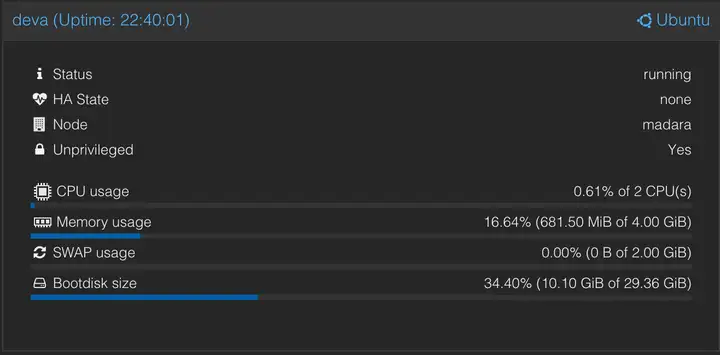 deva (Uptime: 22:40:01) Ubuntu
Status running
HA State none
Node madara
Unprivileged Yes
CPU usage 0.61% of 2 CPU(s)
Memory usage 16.64% (681.50 MiB of 4.00 GiB)
SWAP usage 0.00% (0 B of 2.00 GiB)
Bootdisk size 34.40% (10.10 GiB of 29.36 GiB)